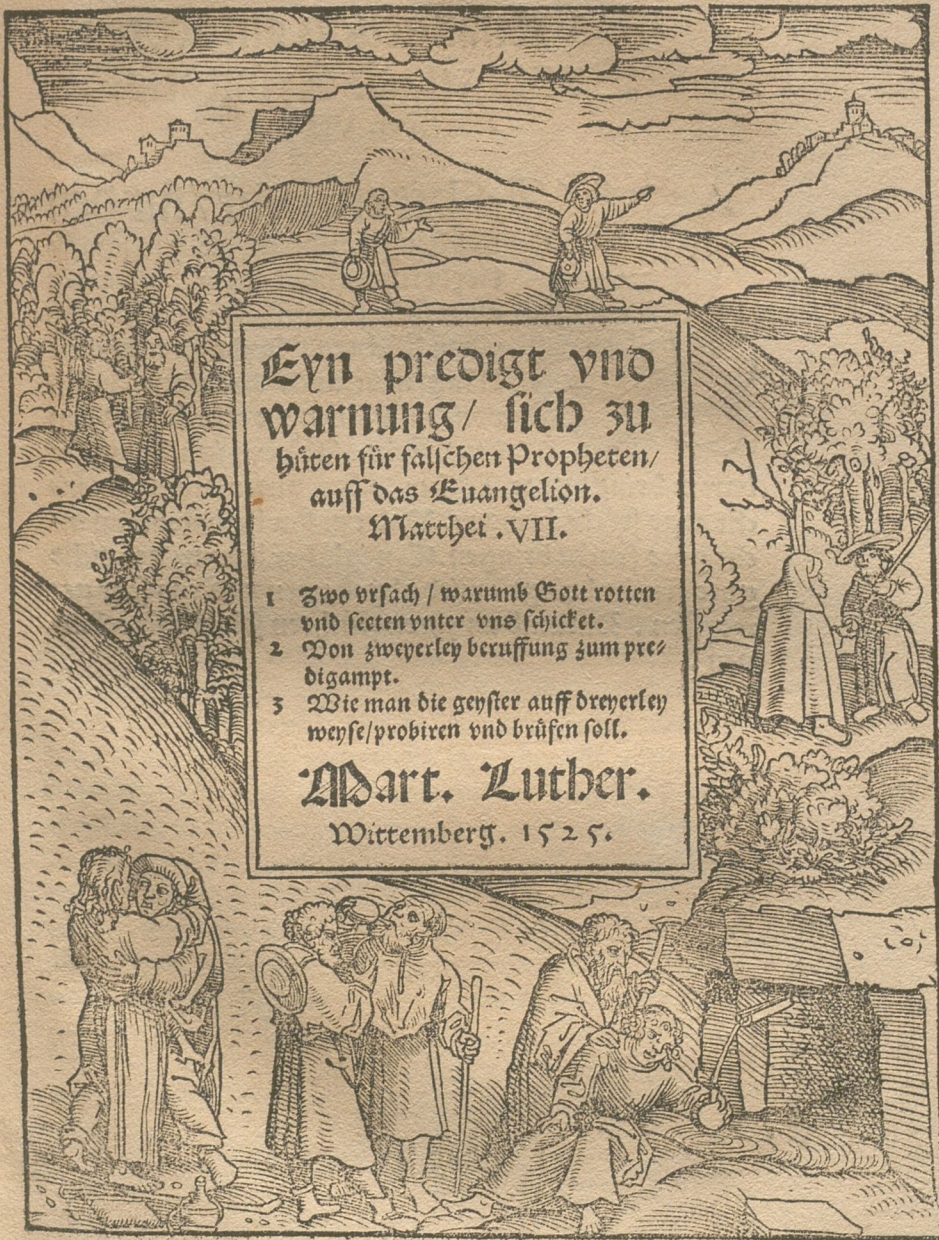 Eyn predigt vnd
warnung/ sich zu
hüten für falschen Propheten/
auff das Euangelion.
Matthei .VII.
1 Zwo vrsach / warumb Gott rotten
vnd secten vnter vns schicket.
2 Von zweyerley beruffung zum pre⸗
digampt.
3 Wie man die geyster auff dreyerley
weyse/probiren vnd brüfen soll.
Mart. Luther.
Wittemberg. 1525.